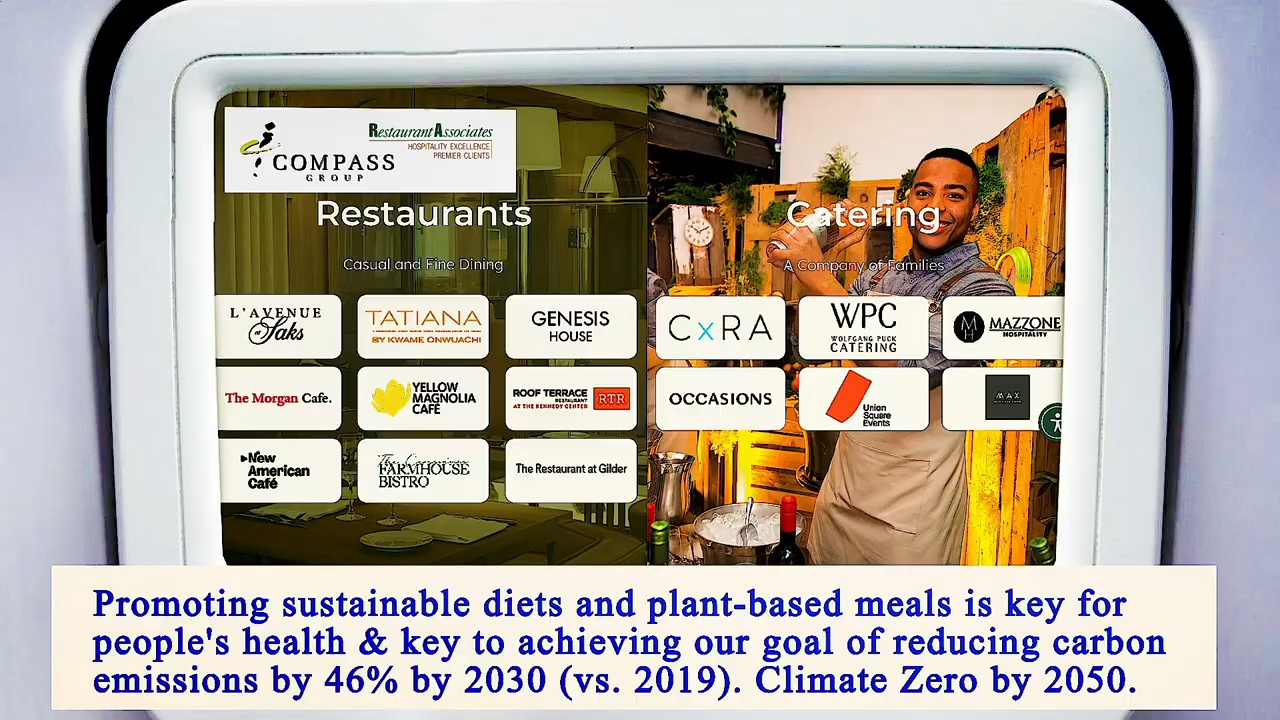 COMPASS
GROUP
Restaurant Associates
HOSPITALITY EXCELLENCE
PREMIER CLIENTS
Restaurants
Casual and Fine Dining
L'AVENUE
Saks
TATIANA
BY KWAME ONWUACHI
GENESIS
HOUSE
The Morgan Cafe.
YELLOW
MAGNOLIA
CAFÉ
ROOF TERRACE
RESTAURANT
AT THE KENNEDY CENTER
RTR
New
American
Café
FARMHOUSE
BISTRO
The Restaurant at Gilder
Catering
A Company of Families
CxRA
WPC
WOLFGANG PUCK
CATERING
MH
MAZZONE
HOSPITALITY
OCCASIONS
Union
Square
Events
MAX
Promoting sustainable diets and plant-based meals is key for
people's health & key to achieving our goal of reducing carbon
emissions by 46% by 2030 (vs. 2019). Climate Zero by 2050.